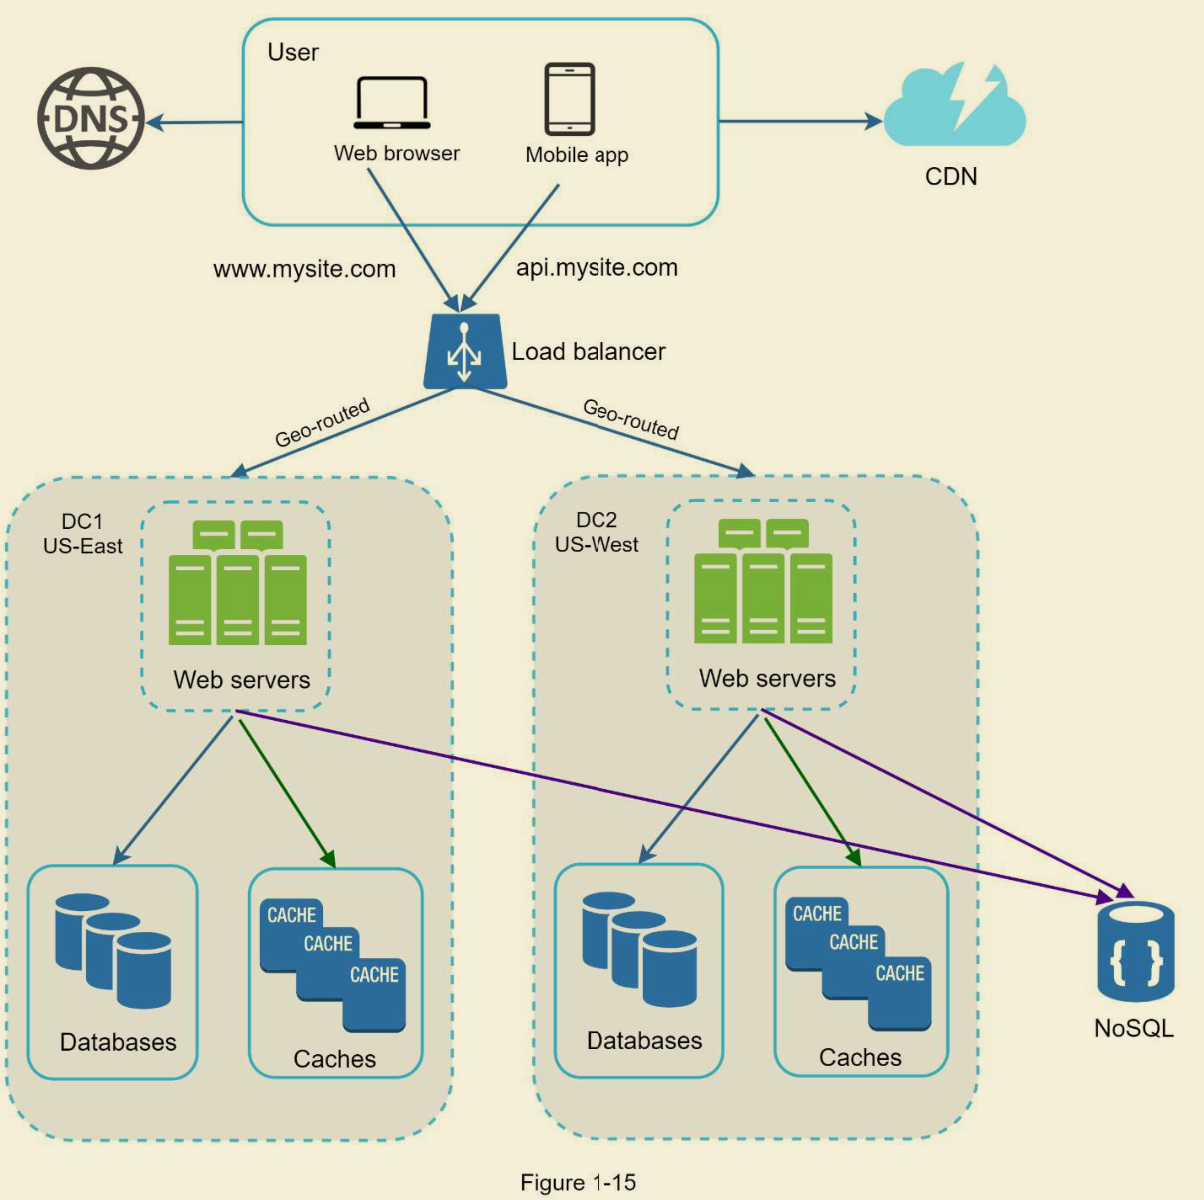 User
DNS
Web browser
Mobile app
CDN
www.mysite.com
api.mysite.com
Load balancer
Geo-routed
Geo-routed
DC1
US-East
DC2
US-West
Web servers
Web servers
CACHE
CACHE
CACHE
CACHE
CACHE
CACHE
{ }
Databases
Caches
Databases
Caches
NoSQL
Figure 1-15